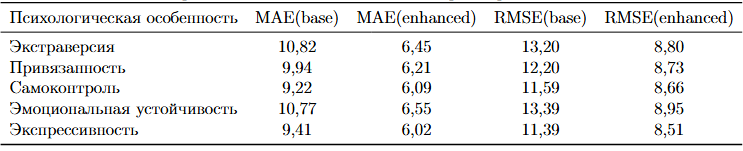 Психологическая особенность MAE(base) MAE(enhanced) RMSE(base) RMSE(enhanced)
Экстраверсия 10,82 6,45 13,20 8,80
Привязанность 9,94 6,21 12,20 8,73
Самоконтроль 9,22 6,09 11,59 8,66
Эмоциональная устойчивость 10,77 6,55 13,39 8,95
Экспрессивность 9,41 6,02 11,39 8,51